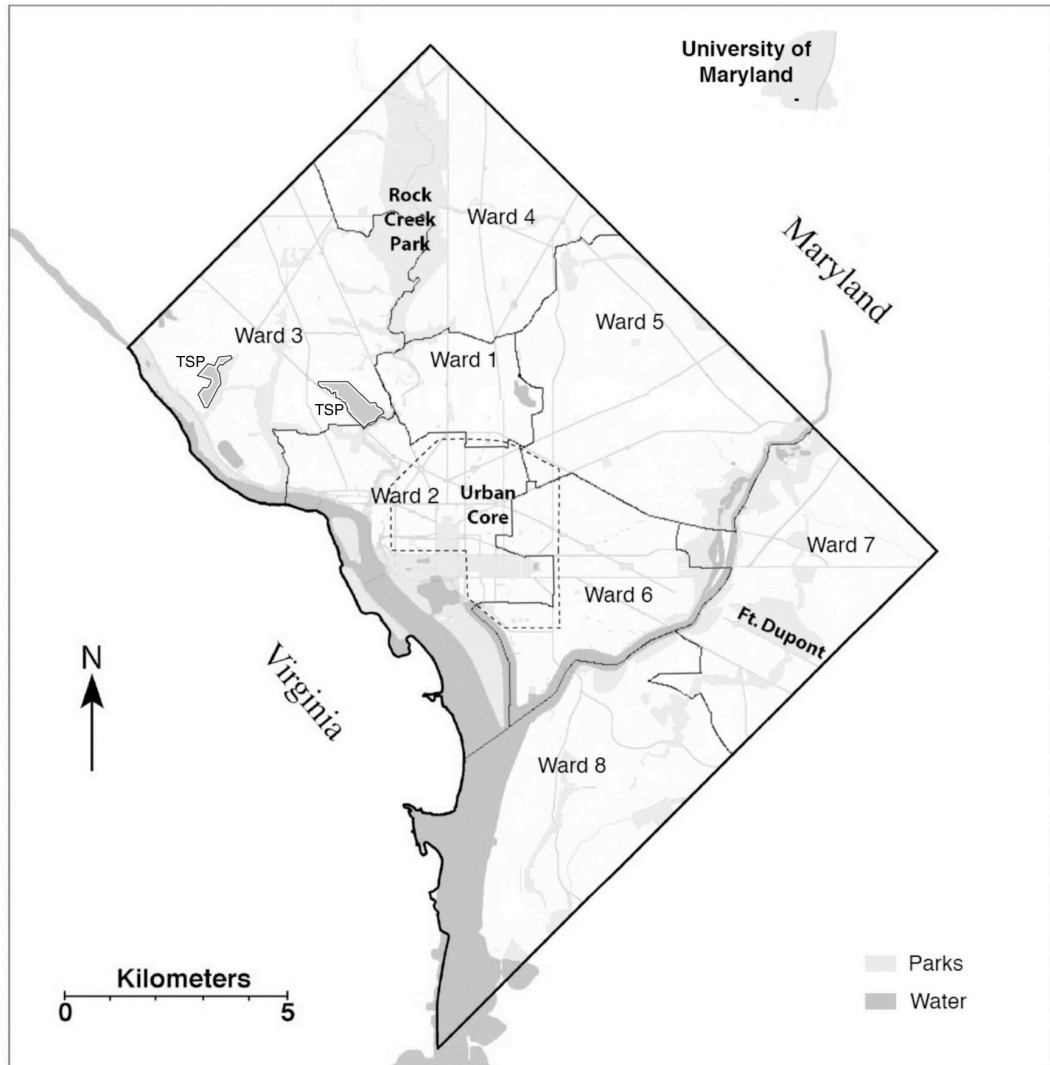 University of
Maryland
Rock
Creek
Park
Ward 4
Maryland
Ward 5
Ward 3
Ward 1
TSP
TSP
Ward 2
Urban
Core
Ward 7
Ward 6
Ft. Dupont
N
Virginia
Ward 8
Parks
Kilometers
Water
0
5